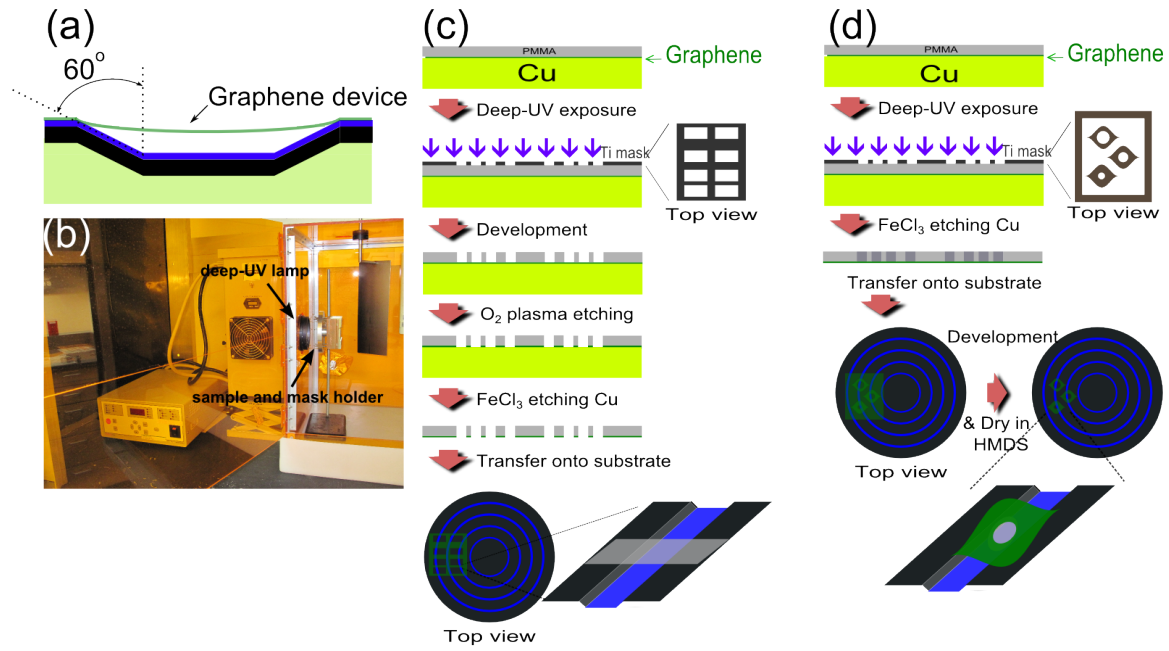 (a)
60°
Graphene device
(b)
deep-UV lamp
sample and mask holder
(c)
PMMA
Graphene
Cu
Deep-UV exposure
Ti mask
Top view
Development
O2 plasma etching
FeCl3 etching Cu
Transfer onto substrate
Top view
(d)
PMMA
Graphene
Cu
Deep-UV exposure
Ti mask
Top view
FeCl3 etching Cu
Transfer onto substrate
Development
& Dry in
HMDS
Top view